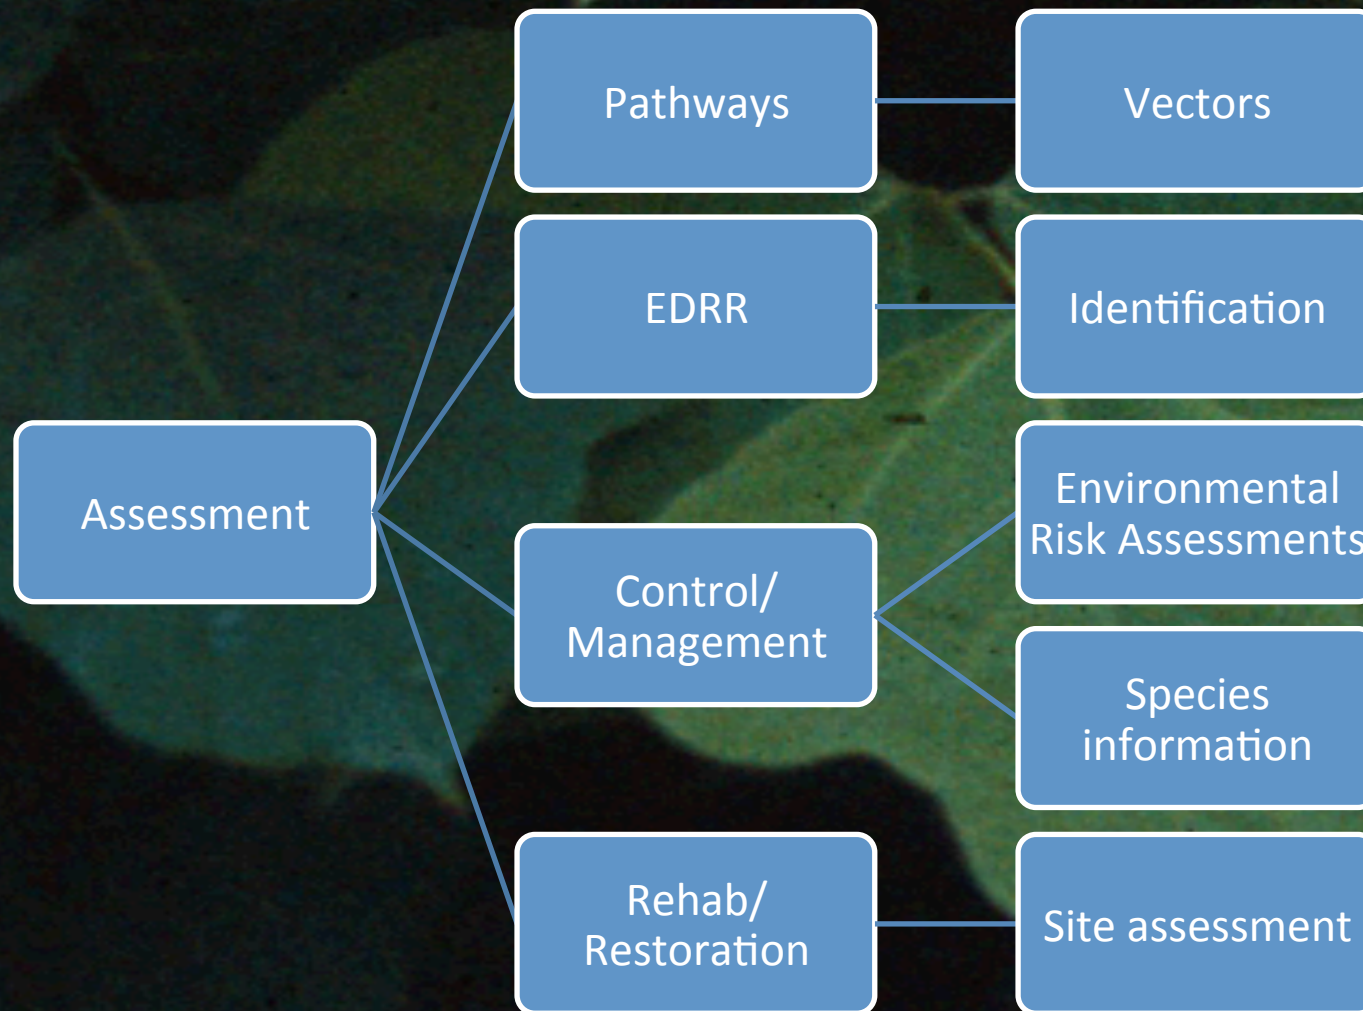 Pathways
Vectors
EDRR
Identification
Assessment
Control/
Management
Environmental
Risk Assessments
Species
information
Rehab/
Restoration
Site assessment